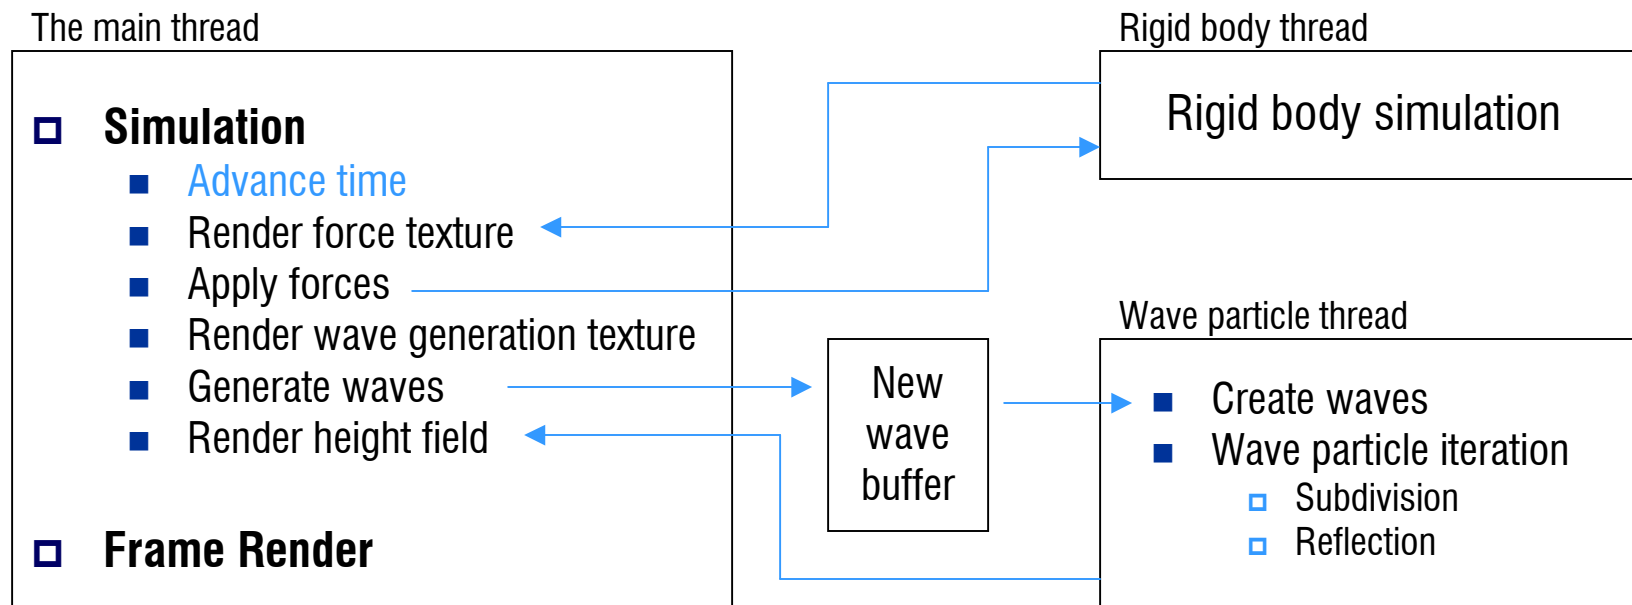 The main thread
Simulation
Advance time
Render force texture
Apply forces
Render wave generation texture
Generate waves
Render height field
Frame Render
Rigid body thread
Rigid body simulation
New
wave
buffer
Wave particle thread
Create waves
Wave particle iteration
Subdivision
Reflection